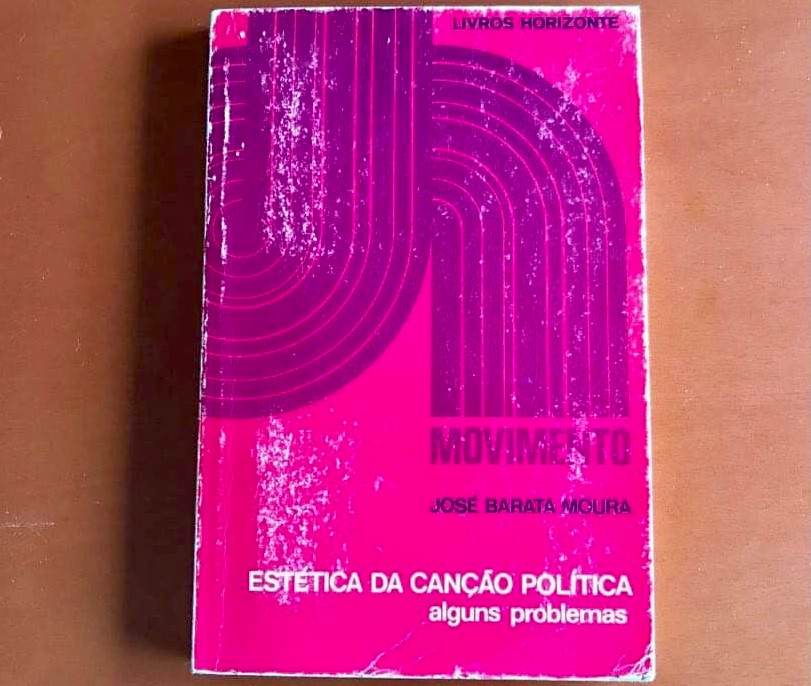 LIVROS HORIZONTE
MOVIMENTO
JOSÉ BARATA MOURA
ESTÉTICA DA CANÇÃO POLÍTICA
alguns problemas